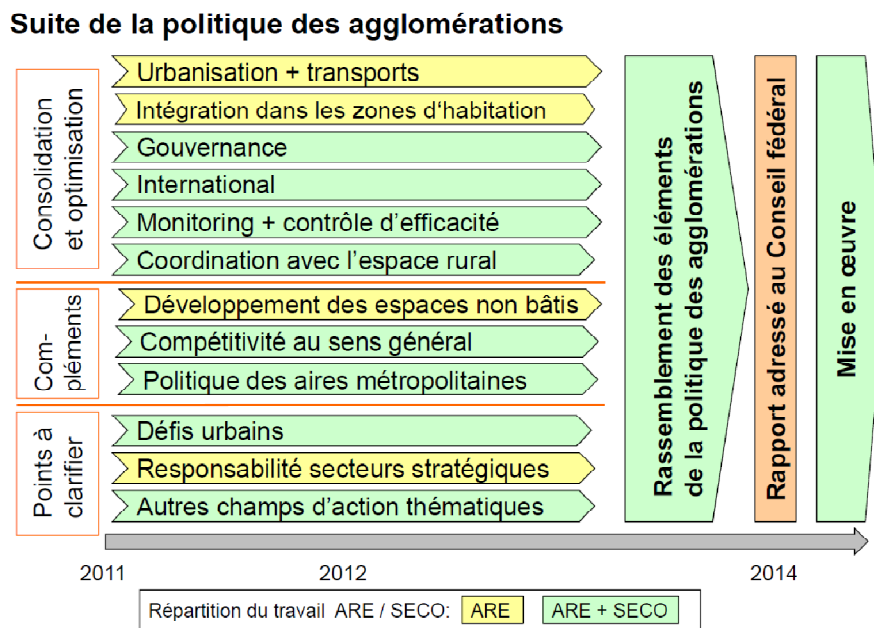 Suite de la politique des agglomérations
Consolidation
et optimisation
Urbanisation + transports
Intégration dans les zones d‘habitation
Gouvernance
International
Monitoring + contrôle d’efficacité
Coordination avec l’espace rural
Com-
pléments
Développement des espaces non bâtis
Compétitivité au sens général
Politique des aires métropolitaines
Points à
clarifier
Défis urbains
Responsabilité secteurs stratégiques
Autres champs d’action thématiques
Rassemblement des éléments
de la politique des agglomérations
Rapport adressé au Conseil fédéral
Mise en œuvre
2011
2012
2014
Répartition du travail ARE / SECO: ARE ARE + SECO